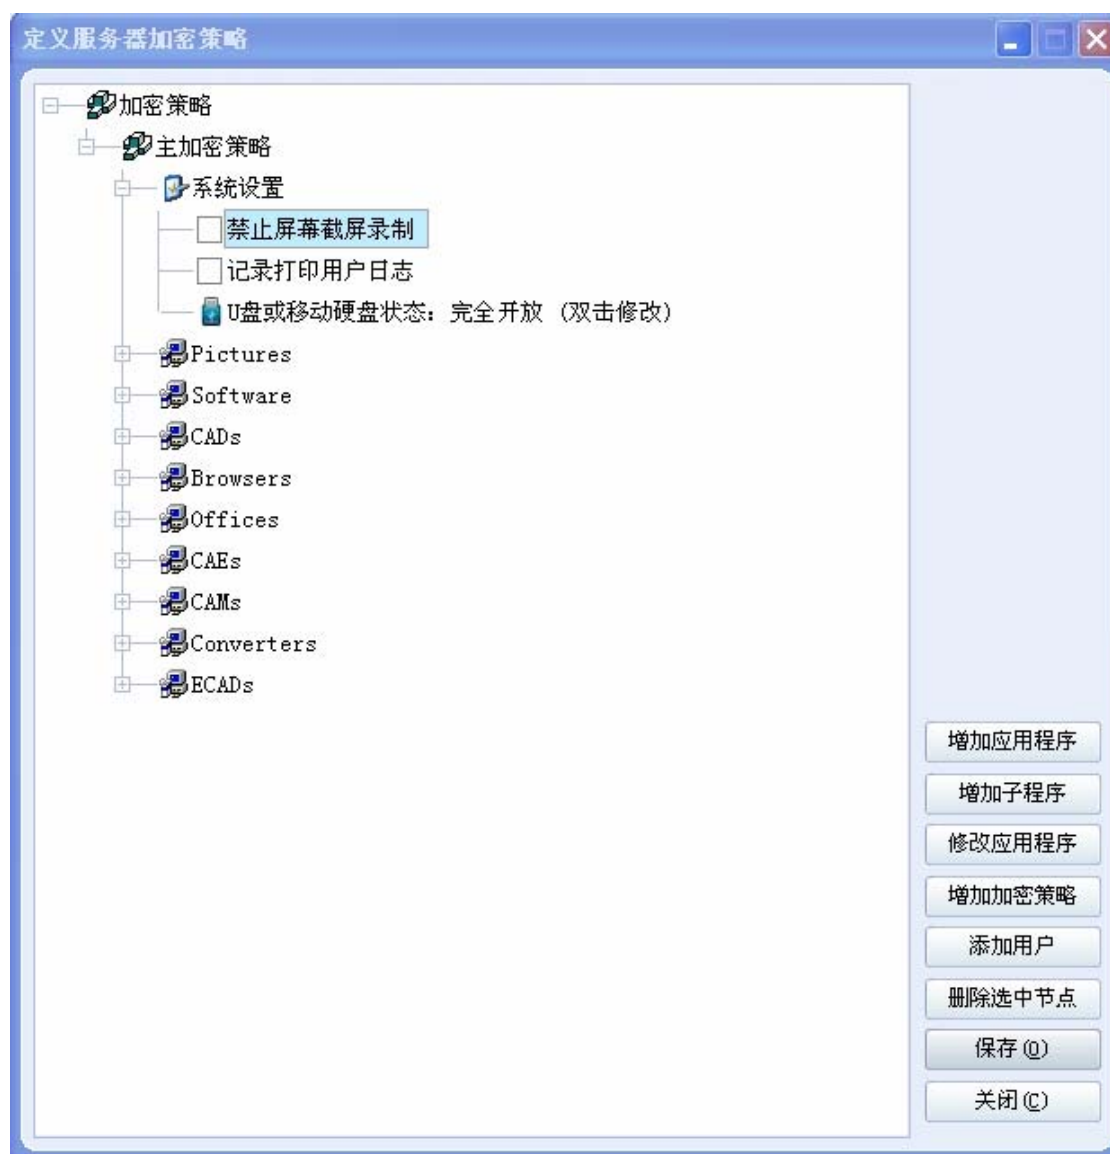 定义服务器加密策略
加密策略
主加密策略
系统设置
禁止屏幕截屏录制
记录打印用户日志
U盘或移动硬盘状态：完全开放（双击修改）
Pictures
Software
CADs
Browsers
Offices
CAEs
CAMs
Converters
ECADs
增加应用程序
增加子程序
修改应用程序
增加加密策略
添加用户
删除选中节点
保存(O)
关闭(C)